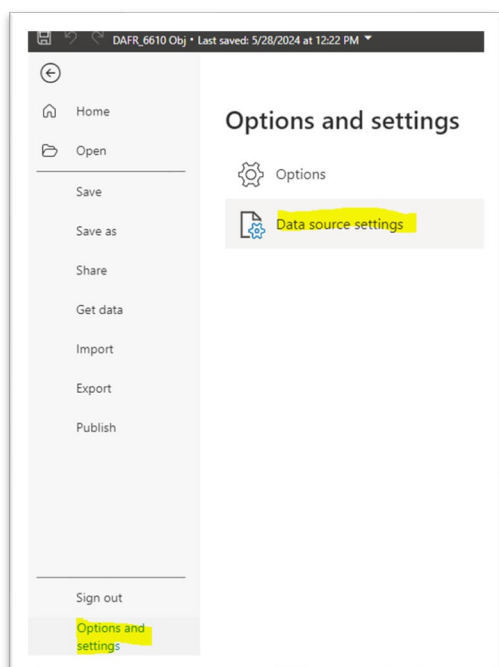 DAFR_6610 Obj • Last saved: 5/28/2024 at 12:22 PM
Home
Open
Save
Save as
Share
Get data
Import
Export
Publish
Sign out
Options and
settings
Options and settings
Options
Data source settings